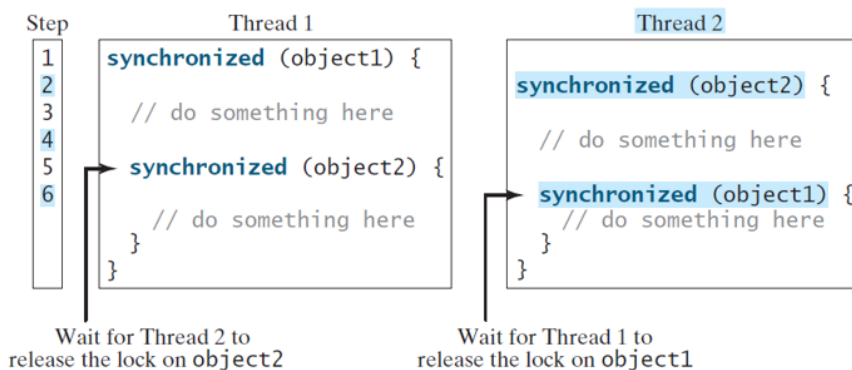 Step
Thread 1
Thread 2
1
2
3
4
5
6
synchronized (object1) {
// do something here
synchronized (object2) {
// do something here
}
}
synchronized (object2) {
// do something here
synchronized (object1) {
// do something here
}
}
Wait for Thread 2 to
release the lock on object2
Wait for Thread 1 to
release the lock on object1